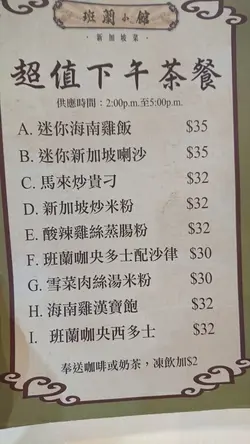 班蘭小館
·新加坡菜·
超值下午茶餐
供應時間：2:00p.m.至5:00p.m.
A. 迷你海南雞飯 $35
B. 迷你新加坡喇沙 $35
C. 馬來炒貴刁 $32
D. 新加坡炒米粉 $32
E. 酸辣雞絲蒸腸粉 $32
F. 班蘭咖央多士配沙律 $30
G. 雪菜肉絲湯米粉 $30
H. 海南雞漢寶飽 $32
I. 班蘭咖央西多士 $32
奉送咖啡或奶茶，凍飲加$2